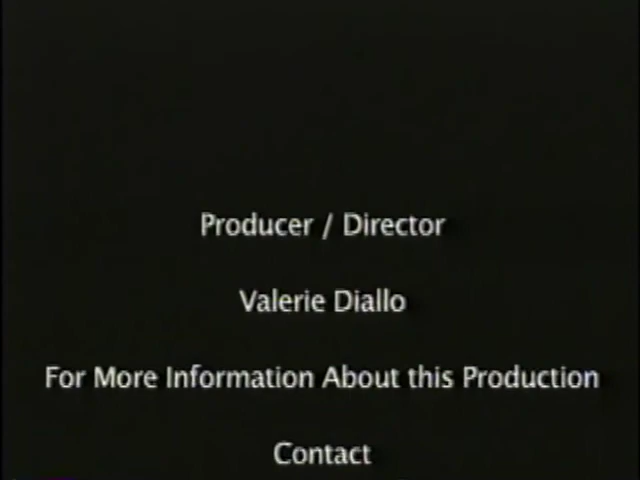 Producer / Director
Valerie Diallo
For More Information About this Production
Contact